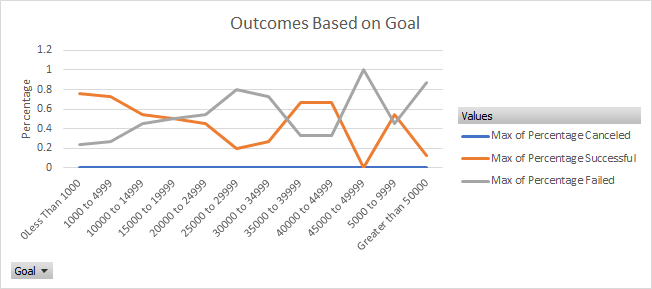 Outcomes Based on Goal
1.2
1
0.8
0.6
0.4
0.2
0
Percentage
0Less Than 1000
1000 to 4999
10000 to 14999
15000 to 19999
20000 to 24999
25000 to 29999
30000 to 34999
35000 to 39999
40000 to 44999
45000 to 49999
5000 to 9999
Greater than 50000
Values
Max of Percentage Canceled
Max of Percentage Successful
Max of Percentage Failed
Goal